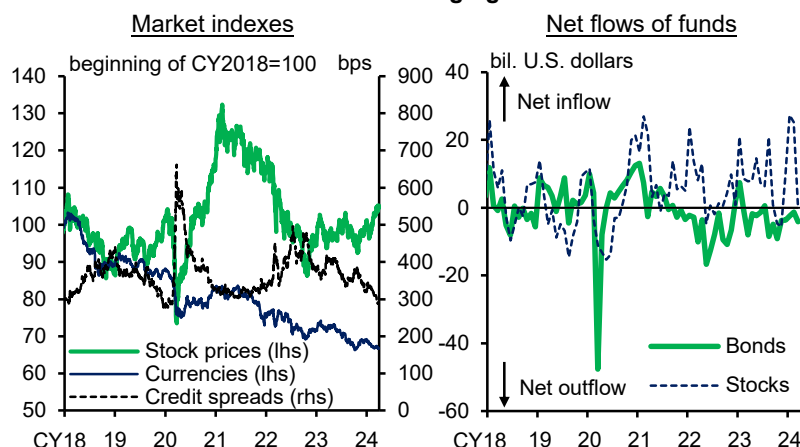 Market indexes
beginning of CY2018=100 bps
140
130
120
110
100
90
80
70
60
50
900
800
700
600
500
400
300
200
100
0
Stock prices (lhs)
Currencies (lhs)
Credit spreads (rhs)
CY18 19 20 21 22 23 24
Net flows of funds
bil. U.S. dollars
40
20
0
-20
-40
-60
Net inflow
Net outflow
Bonds
Stocks
CY18 19 20 21 22 23 24